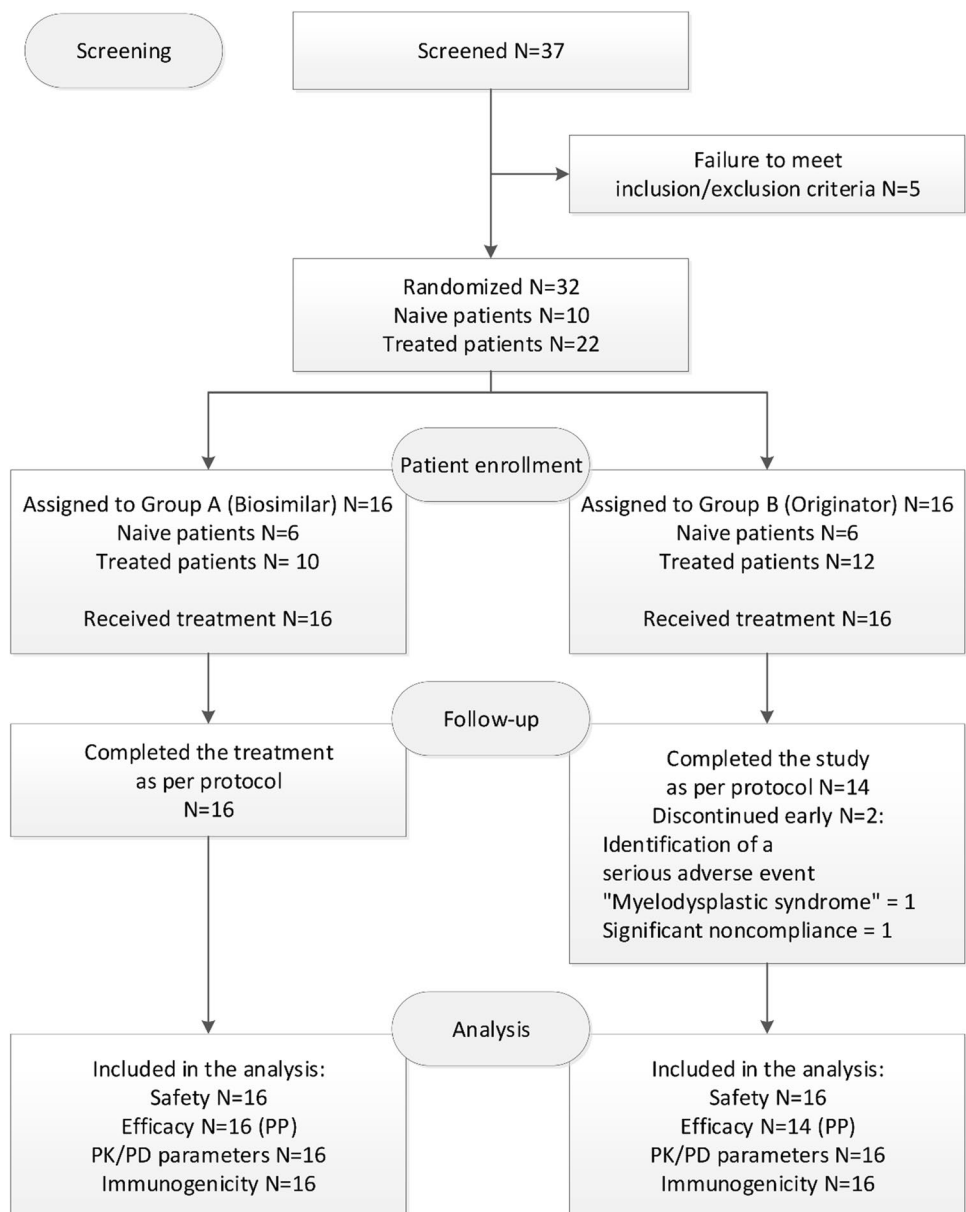 Screening
Screened N=37
Failure to meet
inclusion/exclusion criteria N=5
Randomized N=32
Naive patients N=10
Treated patients N=22
Patient enrollment
Assigned to Group A (Biosimilar) N=16
Naive patients N=6
Treated patients N= 10
Received treatment N=16
Assigned to Group B (Originator) N=16
Naive patients N=6
Treated patients N=12
Received treatment N=16
Follow-up
Completed the treatment
as per protocol
N=16
Completed the study
as per protocol N=14
Discontinued early N=2:
Identification of a
serious adverse event
"Myelodysplastic syndrome" = 1
Significant noncompliance = 1
Analysis
Included in the analysis:
Safety N=16
Efficacy N=16 (PP)
PK/PD parameters N=16
Immunogenicity N=16
Included in the analysis:
Safety N=16
Efficacy N=14 (PP)
PK/PD parameters N=16
Immunogenicity N=16